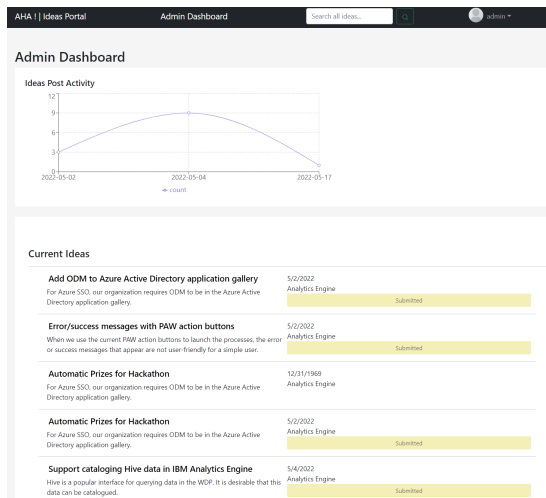 AHA ! | Ideas Portal
Admin Dashboard
Search all ideas...
admin
Admin Dashboard
Ideas Post Activity
12
9
6
3
0
2022-05-02
2022-05-04
2022-05-17
count
Current Ideas
Add ODM to Azure Active Directory application gallery
5/2/2022
For Azure SSO, our organization requires ODM to be in the Azure Active
Directory application gallery.
Analytics Engine
Submitted
Error/success messages with PAW action buttons
5/2/2022
When we use the current PAW action buttons to launch the processes, the error
or success messages that appear are not user-friendly for a simple user.
Analytics Engine
Submitted
Automatic Prizes for Hackathon
12/31/1969
For Azure SSO, our organization requires ODM to be in the Azure Active
Directory application gallery.
Analytics Engine
Automatic Prizes for Hackathon
5/2/2022
For Azure SSO, our organization requires ODM to be in the Azure Active
Directory application gallery.
Analytics Engine
Submitted
Support cataloging Hive data in IBM Analytics Engine
5/4/2022
Hive is a popular interface for querying data in the WDP. It is desirable that this
data can be catalogued.
Analytics Engine
Submitted